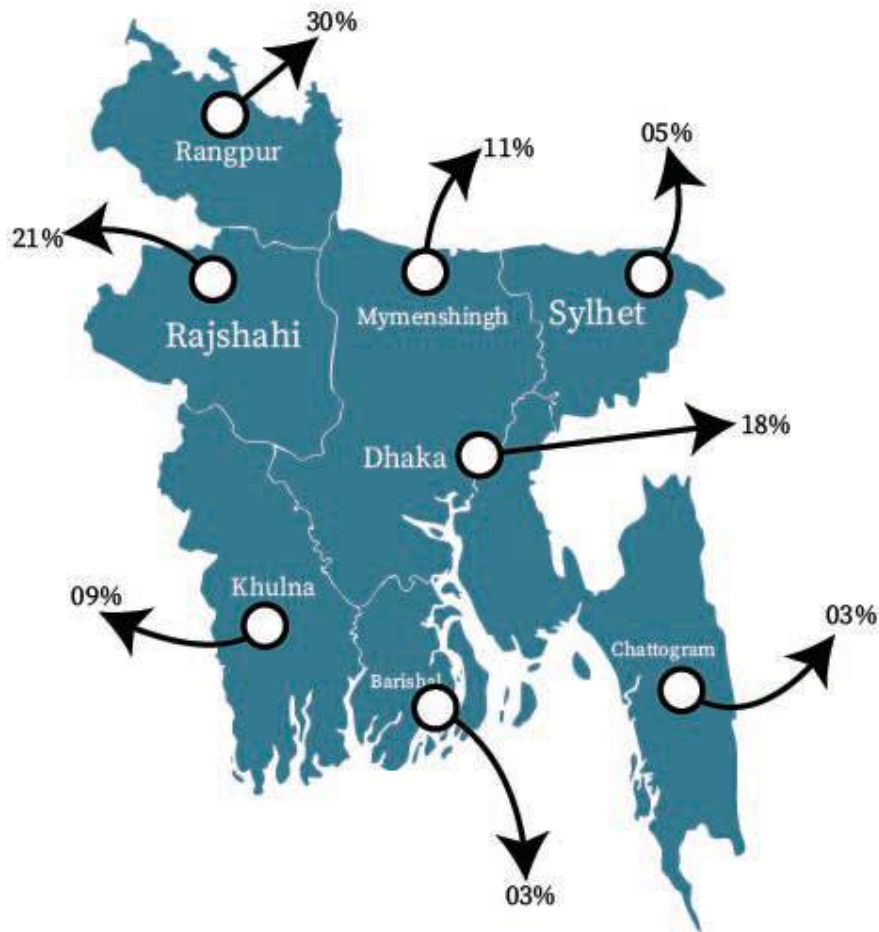 30%
Rangpur
11%
05%
21%
Rajshahi
Mymenshingh
Sylhet
Dhaka
18%
Khulna
09%
Barishal
Chattogram
03%
03%